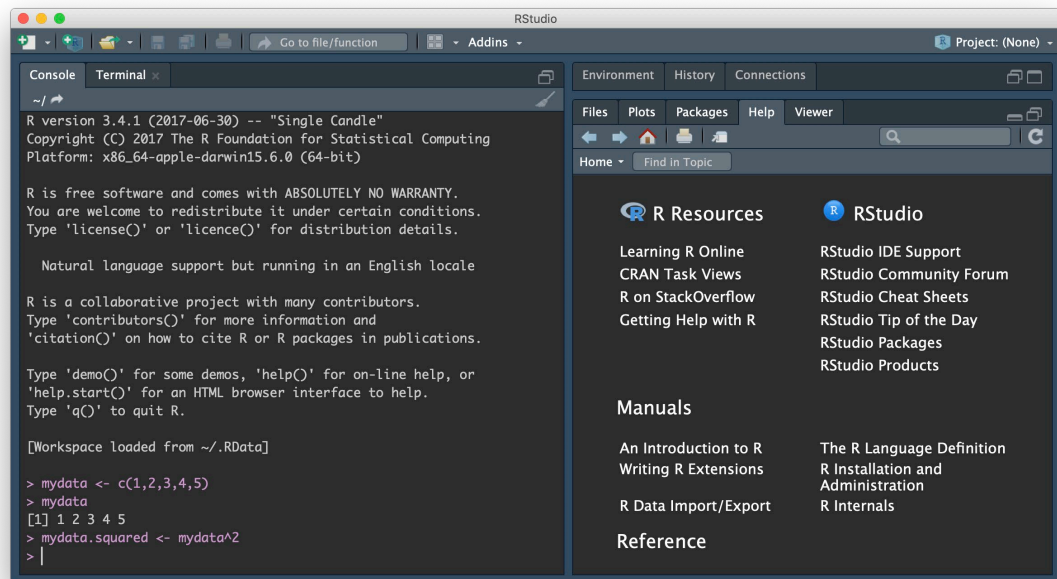 RStudio
Go to file/function
Addins
Project: (None)
Console Terminal
~/
R version 3.4.1 (2017-06-30) -- "Single Candle"
Copyright (C) 2017 The R Foundation for Statistical Computing
Platform: x86_64-apple-darwin15.6.0 (64-bit)
R is free software and comes with ABSOLUTELY NO WARRANTY.
You are welcome to redistribute it under certain conditions.
Type 'license()' or 'licence()' for distribution details.
Natural language support but running in an English locale
R is a collaborative project with many contributors.
Type 'contributors()' for more information and
'citation()' on how to cite R or R packages in publications.
Type 'demo()' for some demos, 'help()' for on-line help, or
'help.start()' for an HTML browser interface to help.
Type 'q()' to quit R.
[Workspace loaded from ~/.RData]
> mydata <- c(1,2,3,4,5)
> mydata
[1] 1 2 3 4 5
> mydata.squared <- mydata^2
>
Environment History Connections
Files Plots Packages Help Viewer
Home Find in Topic
R R Resources
Learning R Online
CRAN Task Views
R on StackOverflow
Getting Help with R
R RStudio
RStudio IDE Support
RStudio Community Forum
RStudio Cheat Sheets
RStudio Tip of the Day
RStudio Packages
RStudio Products
Manuals
An Introduction to R
Writing R Extensions
R Data Import/Export
The R Language Definition
R Installation and
Administration
R Internals
Reference